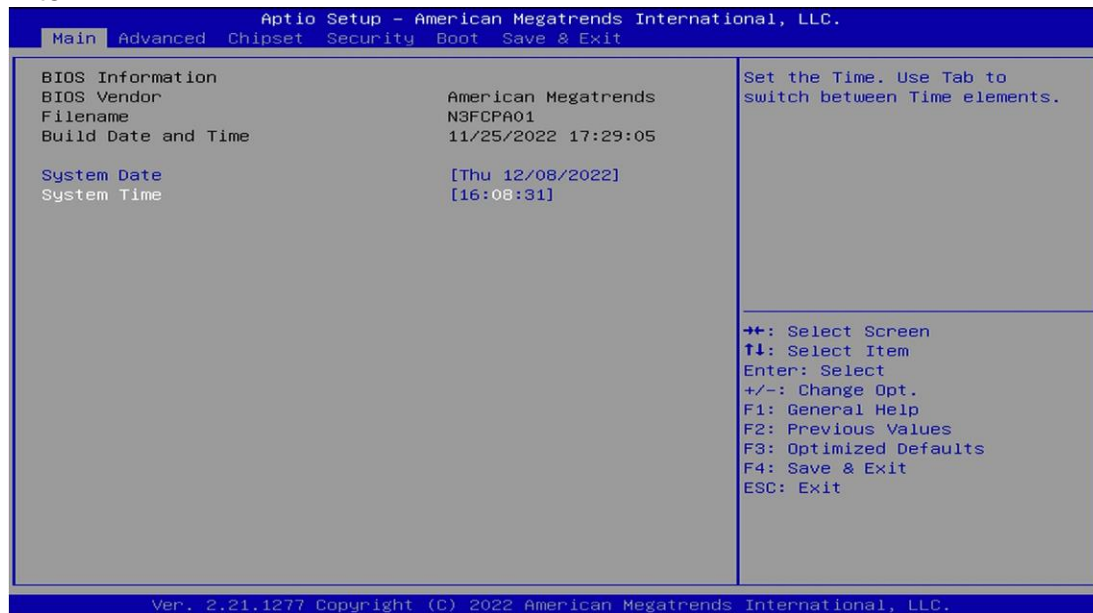 Aptio Setup – American Megatrends International, LLC.
Main Advanced Chipset Security Boot Save & Exit
BIOS Information
BIOS Vendor American Megatrends
Filename N3FCPA01
Build Date and Time 11/25/2022 17:29:05
System Date [Thu 12/08/2022]
System Time [16:08:31]
Set the Time. Use Tab to
switch between Time elements.
→←: Select Screen
↑↓: Select Item
Enter: Select
+/-: Change Opt.
F1: General Help
F2: Previous Values
F3: Optimized Defaults
F4: Save & Exit
ESC: Exit
Ver. 2.21.1277 Copyright (C) 2022 American Megatrends International, LLC.